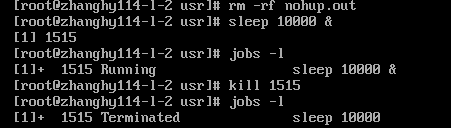 [root@zhanghy114-l-2 usr]# rm -rf nohup.out
[root@zhanghy114-l-2 usr]# sleep 10000 &
[1] 1515
[root@zhanghy114-l-2 usr]# jobs -l
[1]+  1515 Running                 sleep 10000 &
[root@zhanghy114-l-2 usr]# kill 1515
[root@zhanghy114-l-2 usr]# jobs -l
[1]+  1515 Terminated              sleep 10000